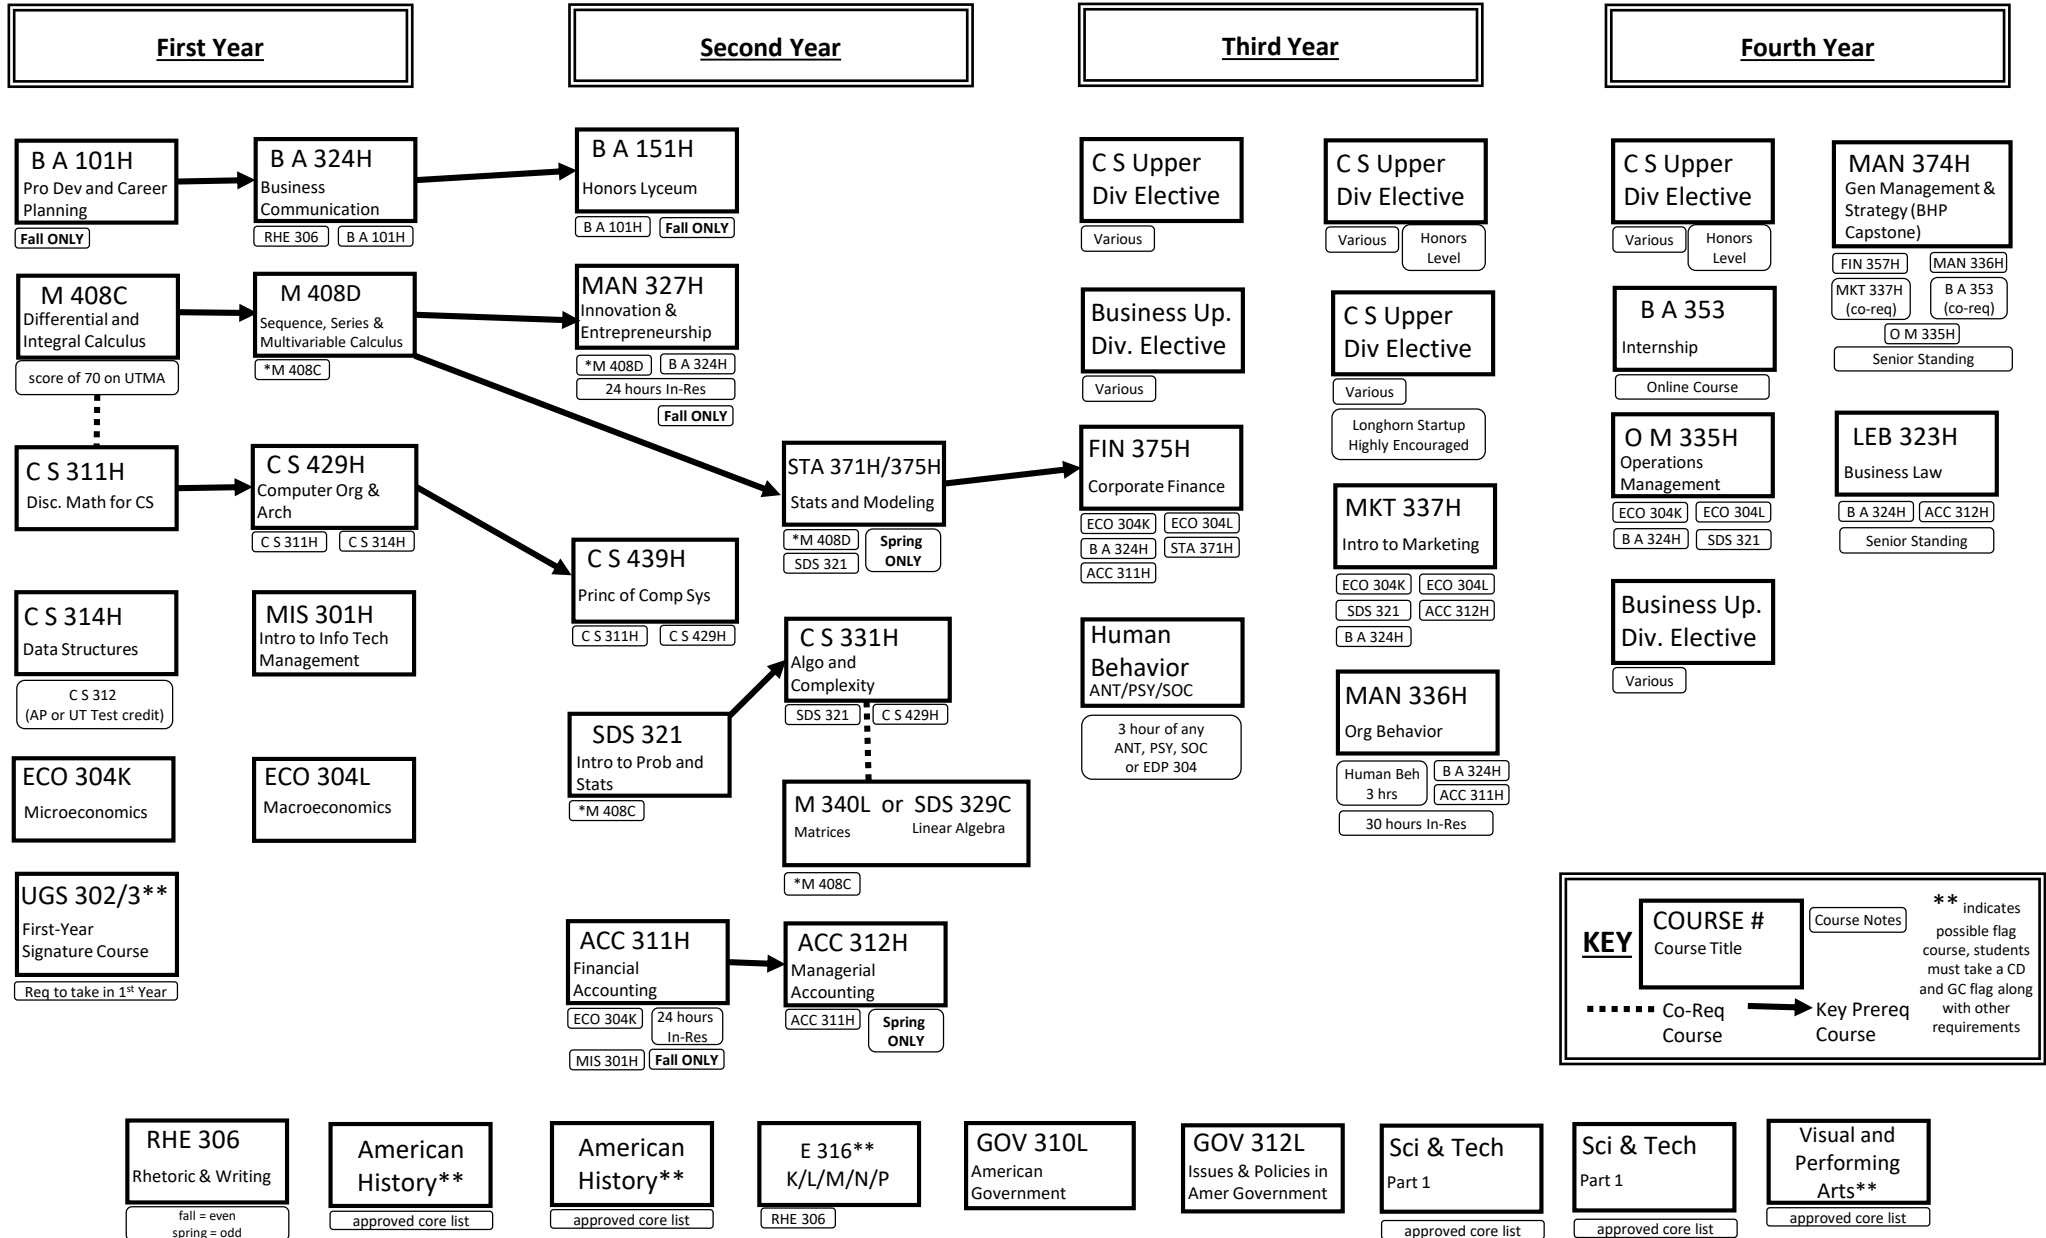 First Year
Second Year
Third Year
Fourth Year
B A 101H
Pro Dev and Career
Planning
Fall ONLY
B A 324H
Business
Communication
RHE 306
B A 101H
B A 151H
Honors Lyceum
B A 101H
Fall ONLY
C S Upper
Div Elective
Various
C S Upper
Div Elective
Various
Honors
Level
C S Upper
Div Elective
Various
Honors
Level
MAN 374H
Gen Management &
Strategy (BHP
Capstone)
FIN 357H
MAN 336H
MKT 337H
(co-req)
B A 353
(co-req)
O M 335H
Senior Standing
M 408C
Differential and
Integral Calculus
score of 70 on UTMA
M 408D
Sequence, Series &
Multivariable Calculus
*M 408C
MAN 327H
Innovation &
Entrepreneurship
*M 408D
B A 324H
24 hours In-Res
Fall ONLY
Business Up.
Div. Elective
Various
C S Upper
Div Elective
Various
Longhorn Startup
Highly Encouraged
B A 353
Internship
Online Course
C S 311H
Disc. Math for CS
C S 429H
Computer Org &
Arch
C S 311H
C S 314H
C S 439H
Princ of Comp Sys
C S 311H
C S 429H
STA 371H/375H
Stats and Modeling
*M 408D
SDS 321
Spring
ONLY
FIN 375H
Corporate Finance
ECO 304K
ECO 304L
B A 324H
STA 371H
ACC 311H
MKT 337H
Intro to Marketing
ECO 304K
ECO 304L
SDS 321
ACC 312H
B A 324H
O M 335H
Operations
Management
ECO 304K
ECO 304L
B A 324H
SDS 321
LEB 323H
Business Law
B A 324H
ACC 312H
Senior Standing
C S 314H
Data Structures
C S 312
(AP or UT Test credit)
MIS 301H
Intro to Info Tech
Management
SDS 321
Intro to Prob and
Stats
*M 408C
C S 331H
Algo and
Complexity
SDS 321
C S 429H
Human
Behavior
ANT/PSY/SOC
3 hour of any
ANT, PSY, SOC
or EDP 304
MAN 336H
Org Behavior
Human Beh
3 hrs
B A 324H
ACC 311H
30 hours In-Res
Business Up.
Div. Elective
Various
ECO 304K
Microeconomics
ECO 304L
Macroeconomics
M 340L or SDS 329C
Matrices
Linear Algebra
*M 408C
UGS 302/3**
First-Year
Signature Course
Req to take in 1st Year
ACC 311H
Financial
Accounting
ECO 304K
24 hours
In-Res
MIS 301H
Fall ONLY
ACC 312H
Managerial
Accounting
ACC 311H
Spring
ONLY
KEY
COURSE #
Course Title
Course Notes
Co-Req
Course
Key Prereq
Course
** indicates
possible flag
course, students
must take a CD
and GC flag along
with other
requirements
RHE 306
Rhetoric & Writing
fall = even
spring = odd
American
History**
approved core list
American
History**
approved core list
E 316**
K/L/M/N/P
RHE 306
GOV 310L
American
Government
GOV 312L
Issues & Policies in
Amer Government
Sci & Tech
Part 1
approved core list
Sci & Tech
Part 1
approved core list
Visual and
Performing
Arts**
approved core list